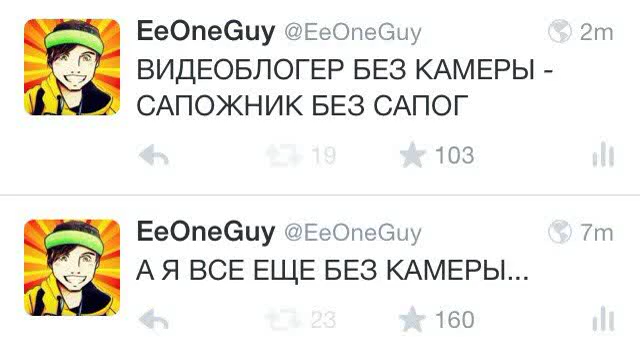 EeOneGuy @EeOneGuy 2m
ВИДЕОБЛОГЕР БЕЗ КАМЕРЫ -
САПОЖНИК БЕЗ САПОГ
19 103
EeOneGuy @EeOneGuy 7m
А Я ВСЕ ЕЩЕ БЕЗ КАМЕРЫ...
23 160